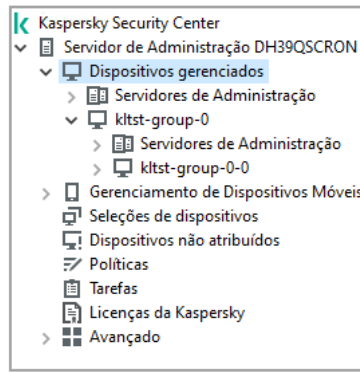 Kaspersky Security Center
Servidor de Administração DH39QSCRON
Dispositivos gerenciados
Servidores de Administração
kltst-group-0
Servidores de Administração
kltst-group-0-0
Gerenciamento de Dispositivos Móveis
Seleções de dispositivos
Dispositivos não atribuídos
Políticas
Tarefas
Licenças da Kaspersky
Avançado